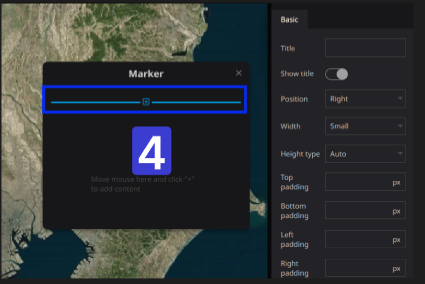 Basic
Marker
×
4
Move mouse here and click "+"
to add content
Title
Show title
Position
Right
Width
Small
Height type
Auto
Top
padding
px
Bottom
padding
px
Left
padding
px
Right
padding
px